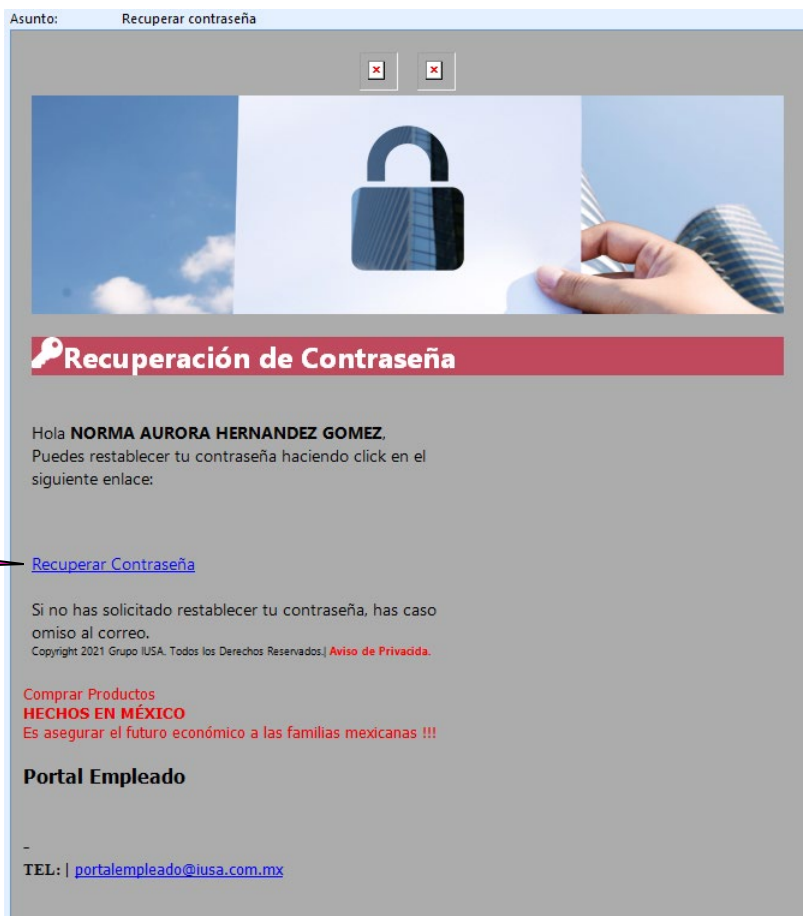 Asunto: Recuperar contraseña
Recuperación de Contraseña
Hola NORMA AURORA HERNANDEZ GOMEZ,
Puedes restablecer tu contraseña haciendo click en el
siguiente enlace:
Recuperar Contraseña
Si no has solicitado restablecer tu contraseña, has caso
omiso al correo.
Copyright 2021 Grupo IUSA. Todos los Derechos Reservados.| Aviso de Privacida.
Comprar Productos
HECHOS EN MÉXICO
Es asegurar el futuro económico a las familias mexicanas !!!
Portal Empleado
-
TEL: | portalempleado@iusa.com.mx